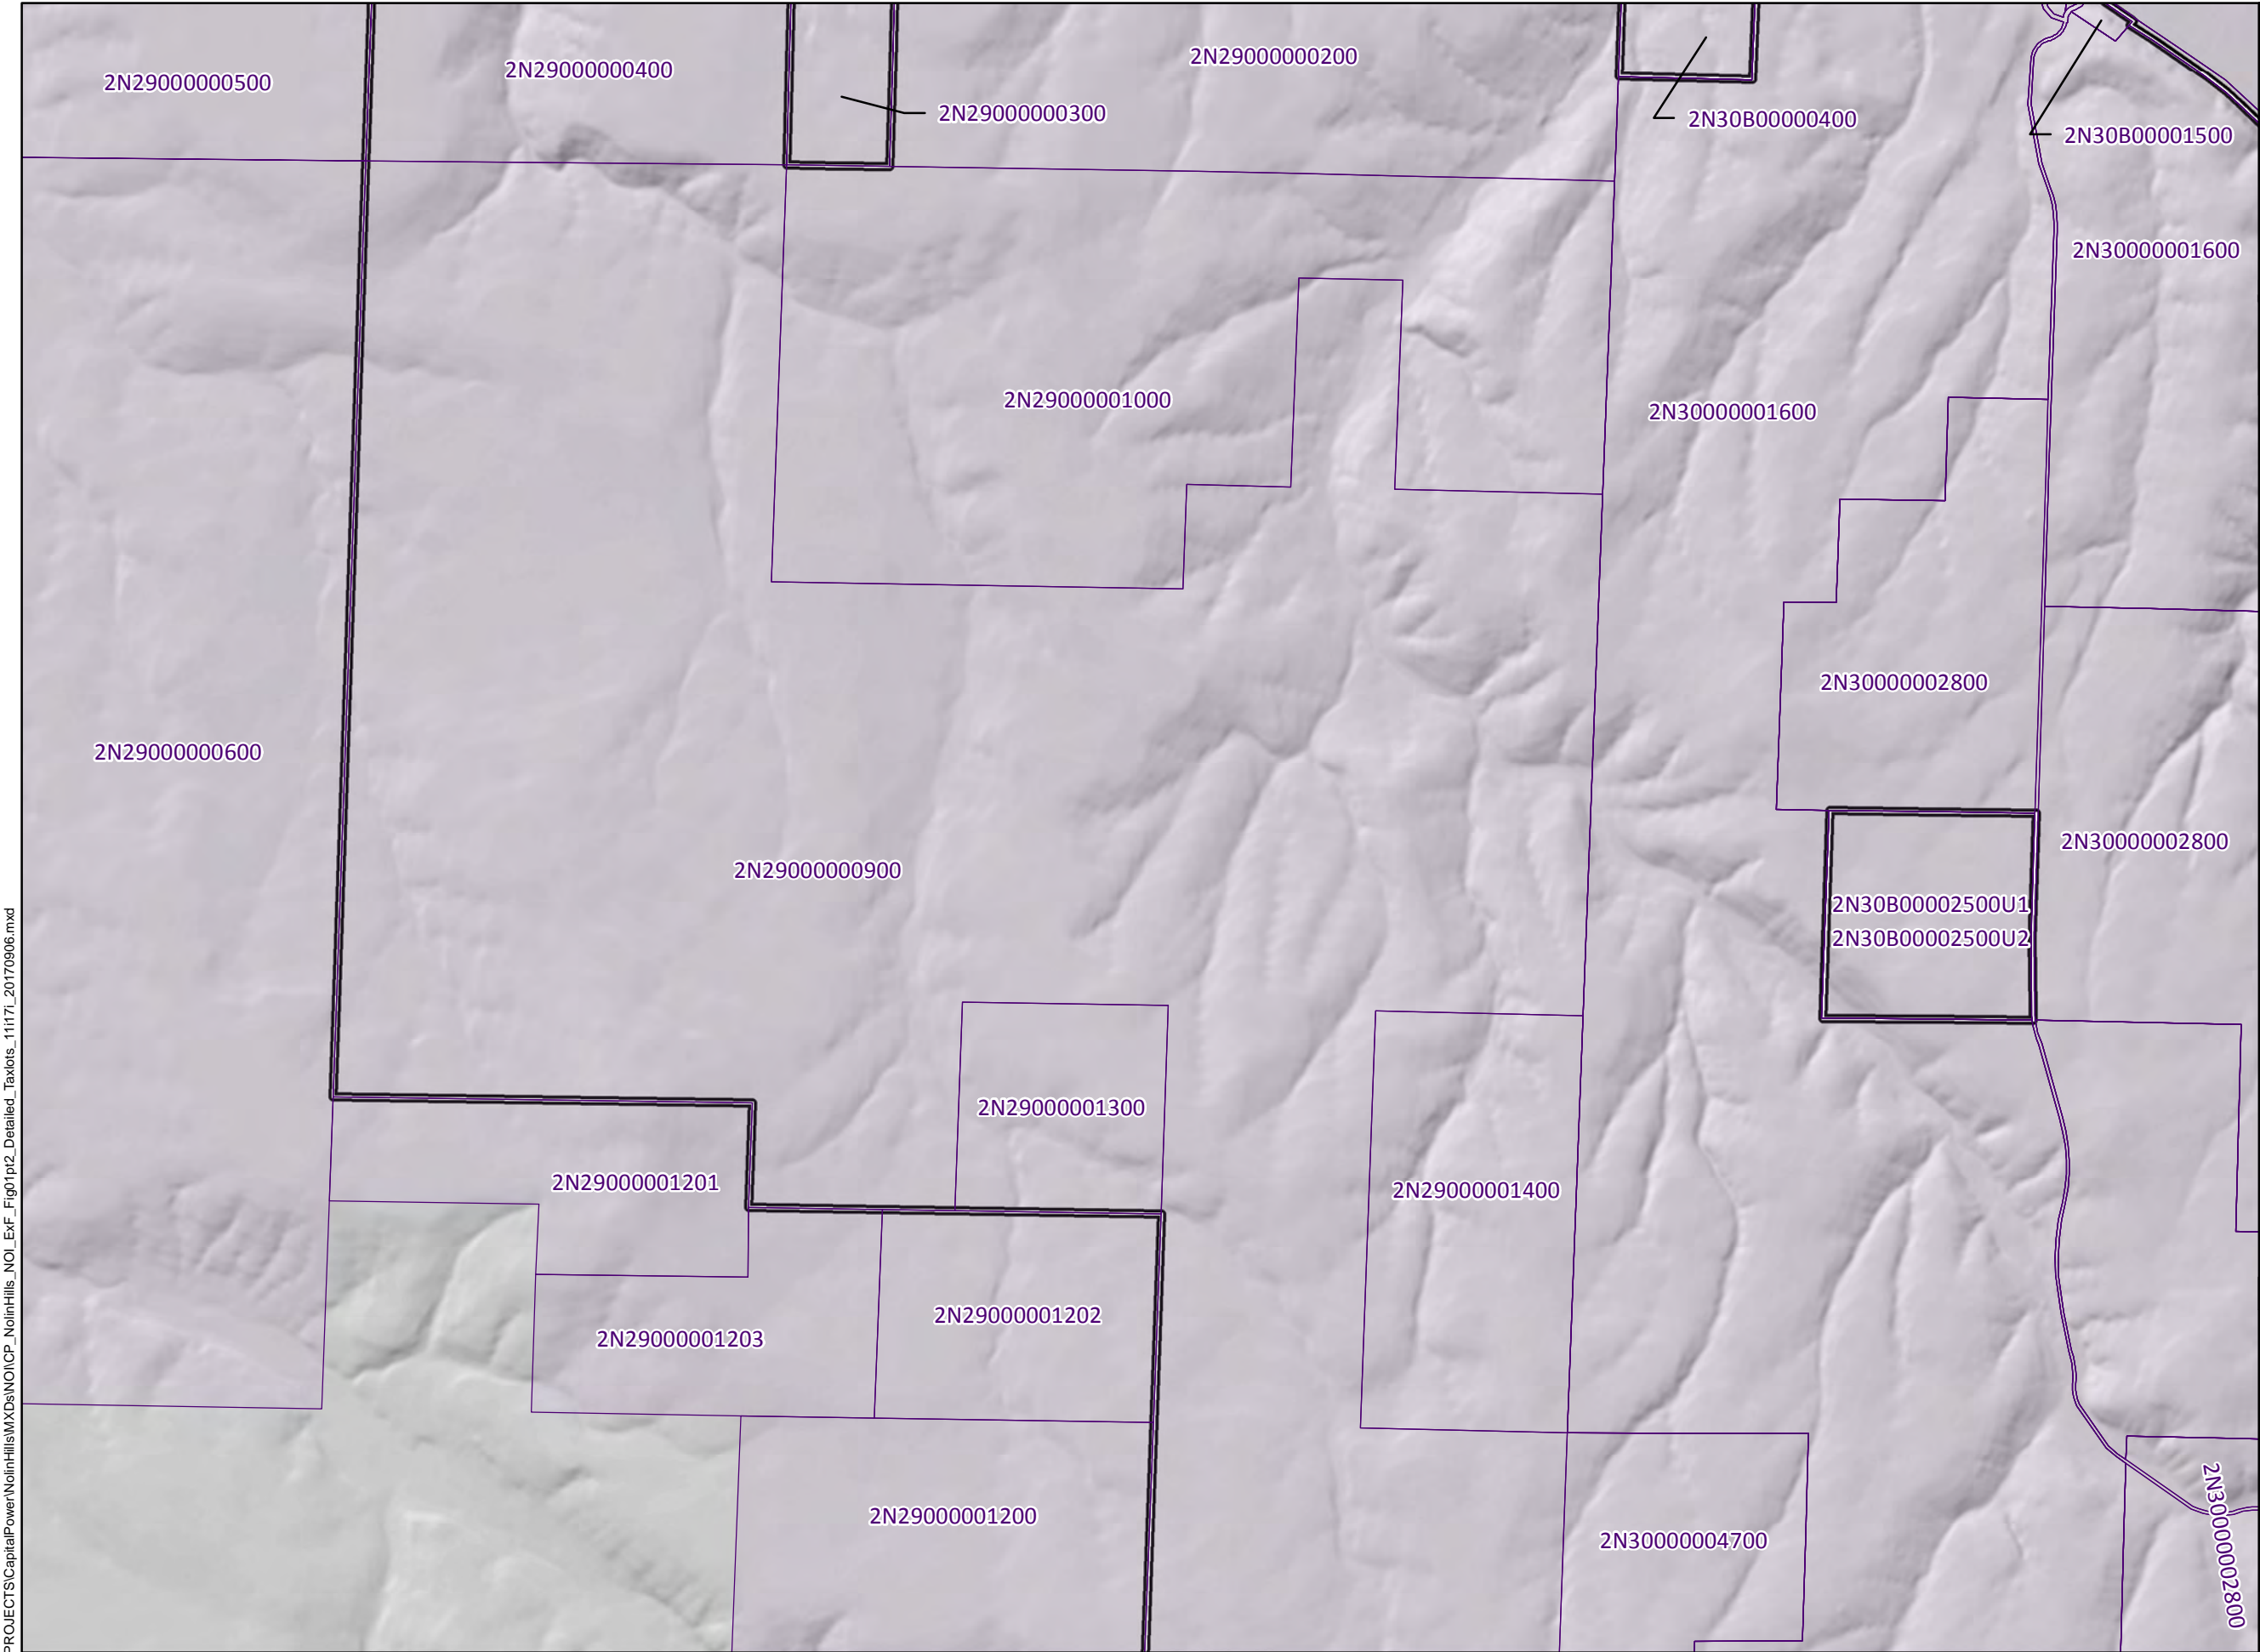 2N29000000200
2N29000000400
2N29000000500
2N29000000300
2N30B00000400
2N30B00001500
2N30000001600
2N29000001000
2N30000001600
2N30000002800
2N29000000600
2N30000002800
2N29000000900
2N30B00002500U1
2N30B00002500U2
2N29000001300
2N29000001201
2N29000001400
2N29000001202
2N29000001203
2N29000001200
2N30000004700
2N30000002800
PROJECTS\CapitalPower\NolinHills\MXDs\NOI\CP_NolinHills_NOI_ExF_Fig01pt2_Detailed_Taxlots_11i17i_20170906.mxd